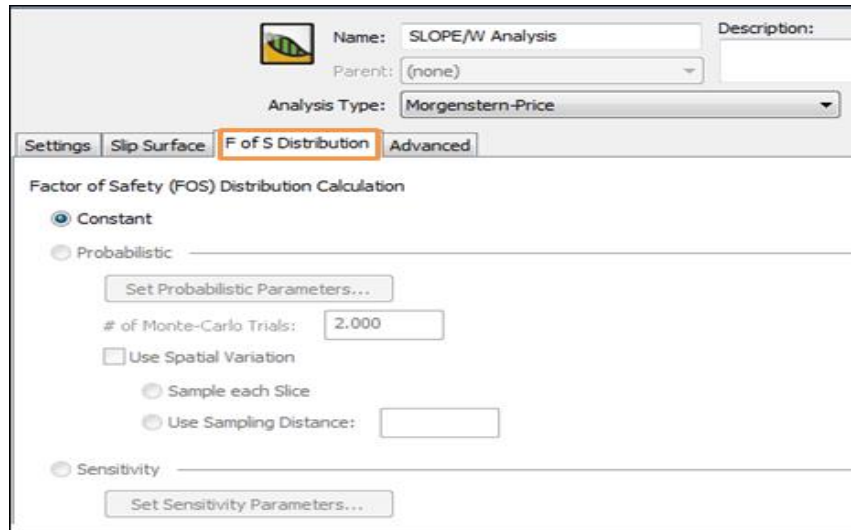 Name: SLOPE/W Analysis Description:
Parent: (none)
Analysis Type: Morgenstern-Price
Settings Slip Surface F of S Distribution Advanced
Factor of Safety (FOS) Distribution Calculation
Constant
Probabilistic
Set Probabilistic Parameters...
# of Monte-Carlo Trials: 2.000
Use Spatial Variation
Sample each Slice
Use Sampling Distance:
Sensitivity
Set Sensitivity Parameters...